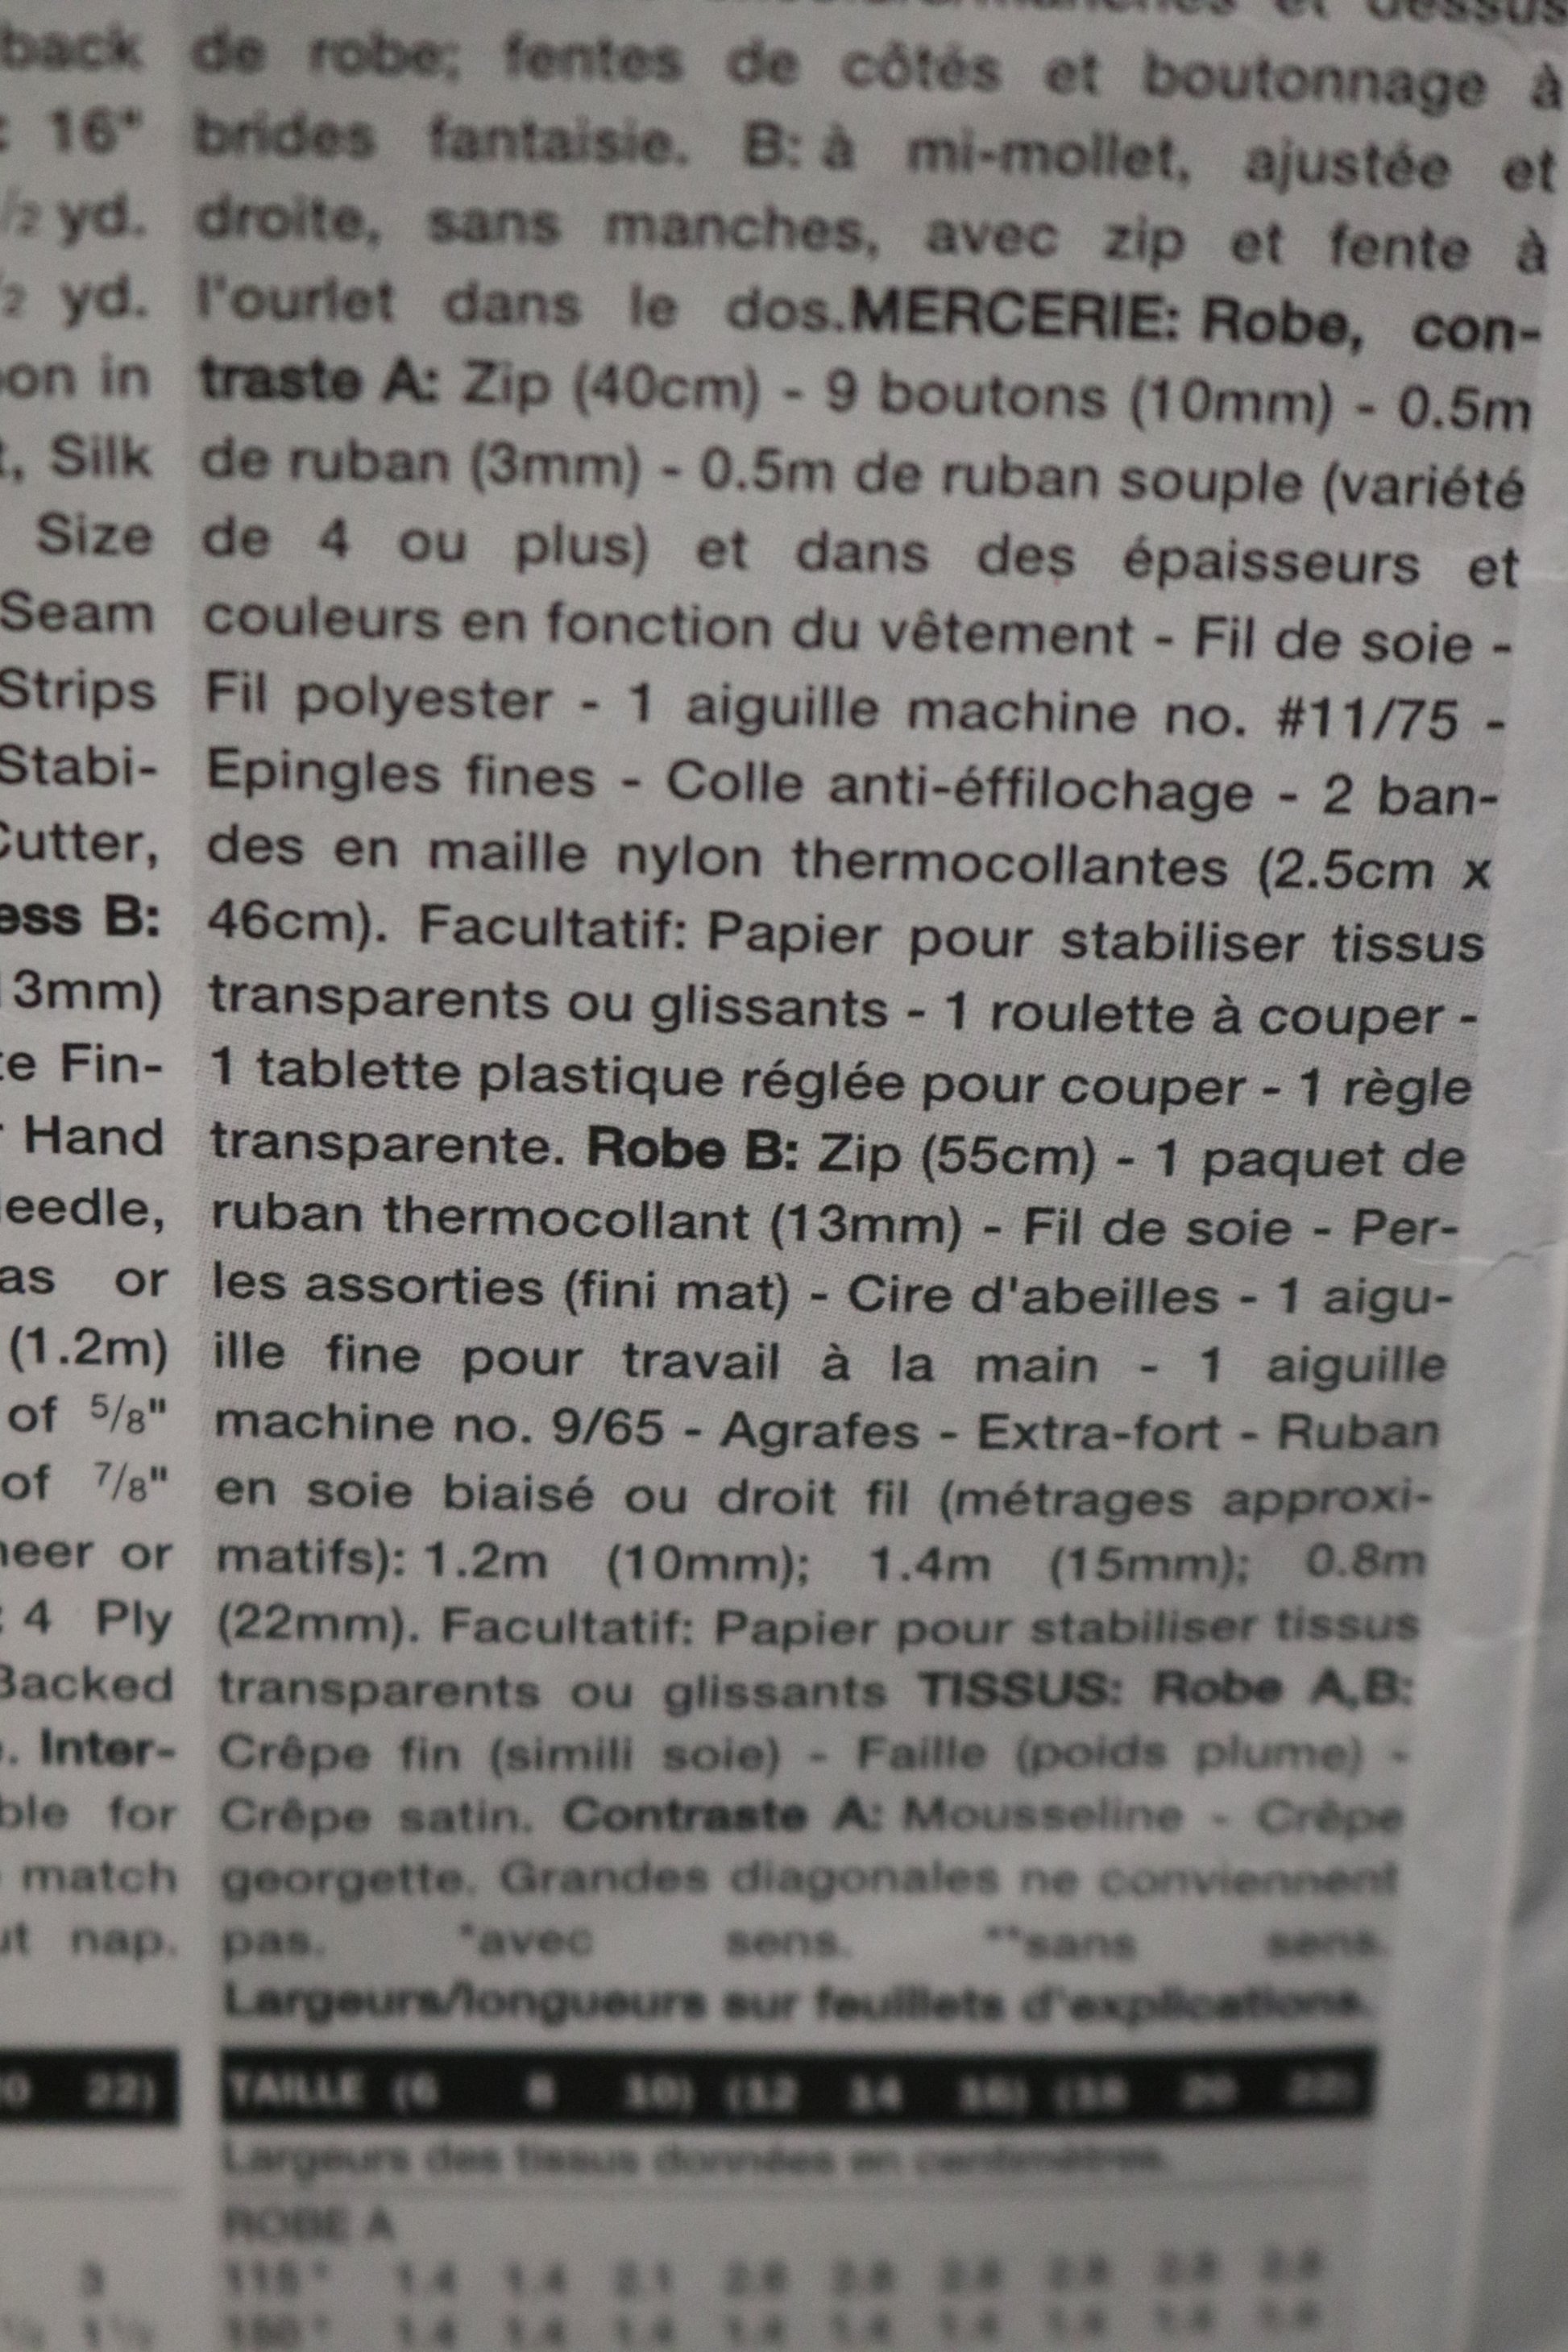 back
16"
yd.
yd.
on in
Silk
Size
Seam
Strips
Stabi-
Cutter,
ess B:
3mm)
Fin-
Hand
eedle,
as or
(1.2m)
of 5/8"
of 7/8"
neer or
4 Ply
Backed
. Inter-
ble for
match
nap.
22)
et dessus
de robe; fentes de côtés et boutonnage à
brides fantaisie. B: à mi-mollet, ajustée et
droite, sans manches, avec zip et fente à
l'ourlet dans le dos.MERCERIE: Robe, con-
traste A: Zip (40cm) - 9 boutons (10mm) - 0.5m
de ruban (3mm) - 0.5m de ruban souple (variété
de 4 ou plus) et dans des épaisseurs et
couleurs en fonction du vêtement - Fil de soie -
Fil polyester - 1 aiguille machine no. #11/75 -
Epingles fines - Colle anti-éffilochage - 2 ban-
des en maille nylon thermocollantes (2.5cm x
46cm). Facultatif: Papier pour stabiliser tissus
transparents ou glissants - 1 roulette à couper -
1 tablette plastique réglée pour couper - 1 règle
transparente. Robe B: Zip (55cm) - 1 paquet de
ruban thermocollant (13mm) - Fil de soie - Per-
les assorties (fini mat) - Cire d'abeilles - 1 aigu-
ille fine pour travail à la main - 1 aiguille
machine no. 9/65 - Agrafes - Extra-fort - Ruban
en soie biaisé ou droit fil (métrages approxi-
matifs): 1.2m (10mm); 1.4m (15mm); 0.8m
(22mm). Facultatif: Papier pour stabiliser tissus
transparents ou glissants TISSUS: Robe A,B:
Crêpe fin (simili soie) - Faille (poids plume) -
Crêpe satin. Contraste A: Mousseline - Crêpe
georgette. Grandes diagonales ne conviennent
pas. *avec sens. **sans sens.
Largeurs/longueurs sur feuillets d'explications.
TAILLE (6 8 10) (12 14 16) (18 20 22)
Largeurs des tissus données en centimètres.
ROBE A